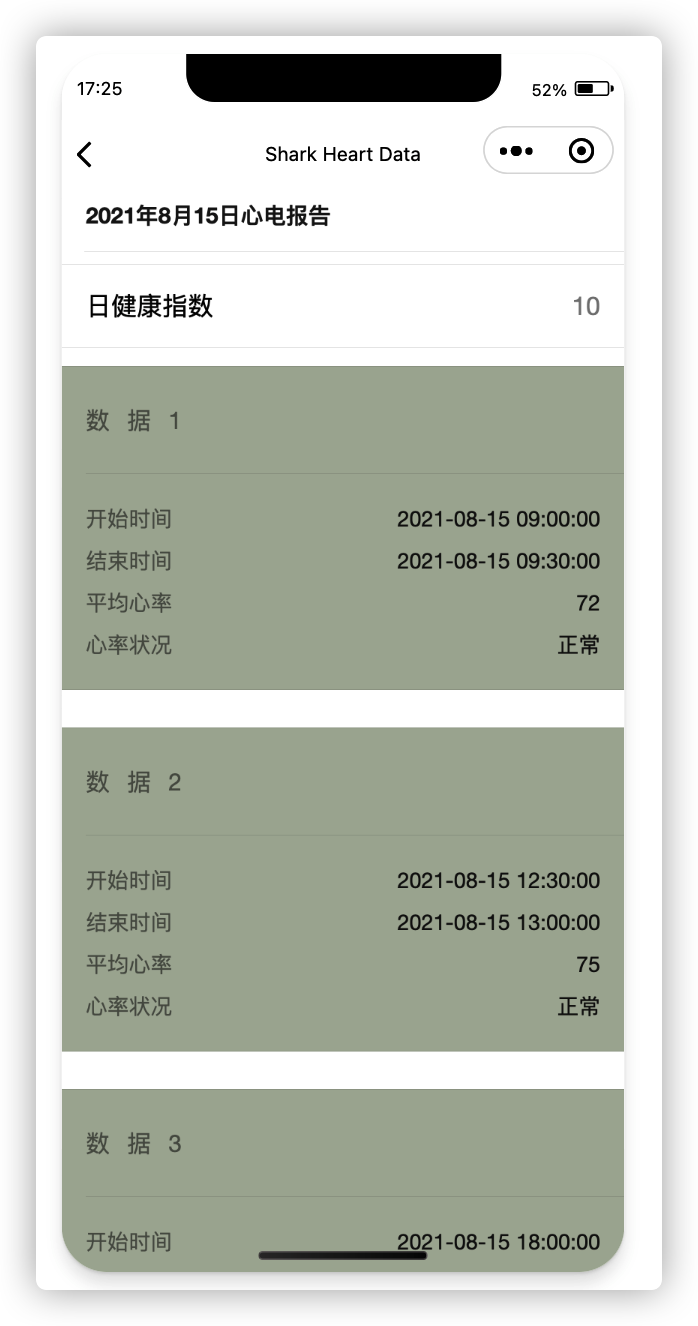 17:25
52%
Shark Heart Data
2021年8月15日心电报告
日健康指数 10
数 据 1
开始时间 2021-08-15 09:00:00
结束时间 2021-08-15 09:30:00
平均心率 72
心率状况 正常
数 据 2
开始时间 2021-08-15 12:30:00
结束时间 2021-08-15 13:00:00
平均心率 75
心率状况 正常
数 据 3
开始时间 2021-08-15 18:00:00